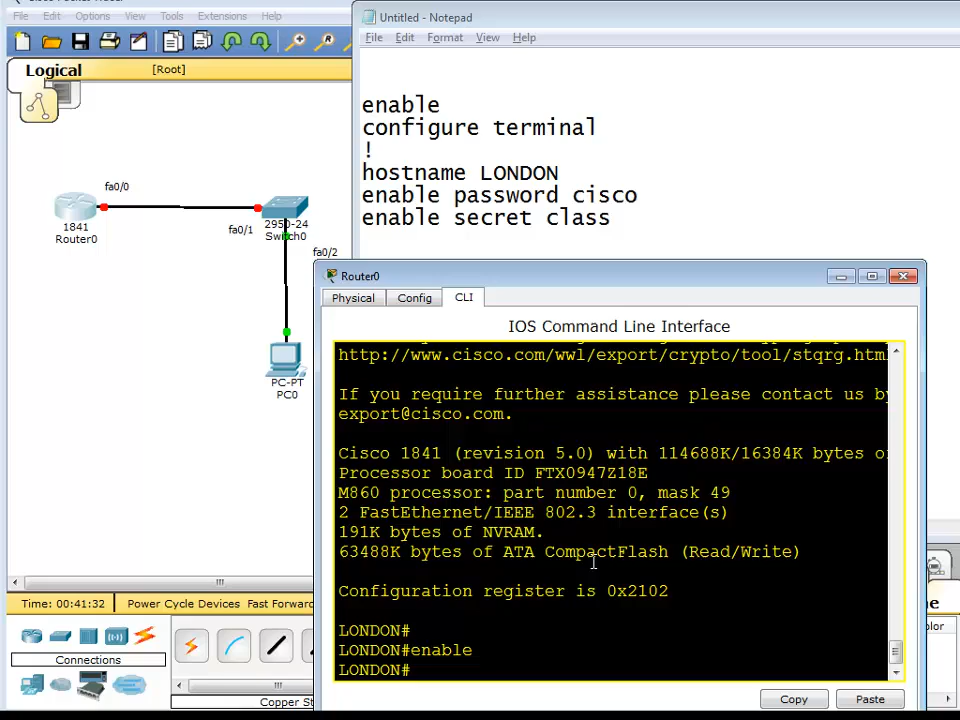 File Edit Options View Tools Extensions Help
Logical
[Root]
fa0/0
1841
Router0
fa0/1
2950-24
Switch0
fa0/2
PC-PT
PC0
Time: 00:41:32
Power Cycle Devices Fast Forward
Connections
Copper St
Untitled - Notepad
File Edit Format View Help
enable
configure terminal
!
hostname LONDON
enable password cisco
enable secret class
Router0
Physical Config CLI
IOS Command Line Interface
http://www.cisco.com/wwl/export/crypto/tool/stqrg.html
If you require further assistance please contact us by
export@cisco.com.
Cisco 1841 (revision 5.0) with 114688K/16384K bytes o
Processor board ID FTX0947Z18E
M860 processor: part number 0, mask 49
2 FastEthernet/IEEE 802.3 interface(s)
191K bytes of NVRAM.
63488K bytes of ATA CompactFlash (Read/Write)
Configuration register is 0x2102
LONDON#
LONDON#enable
LONDON#
Copy Paste